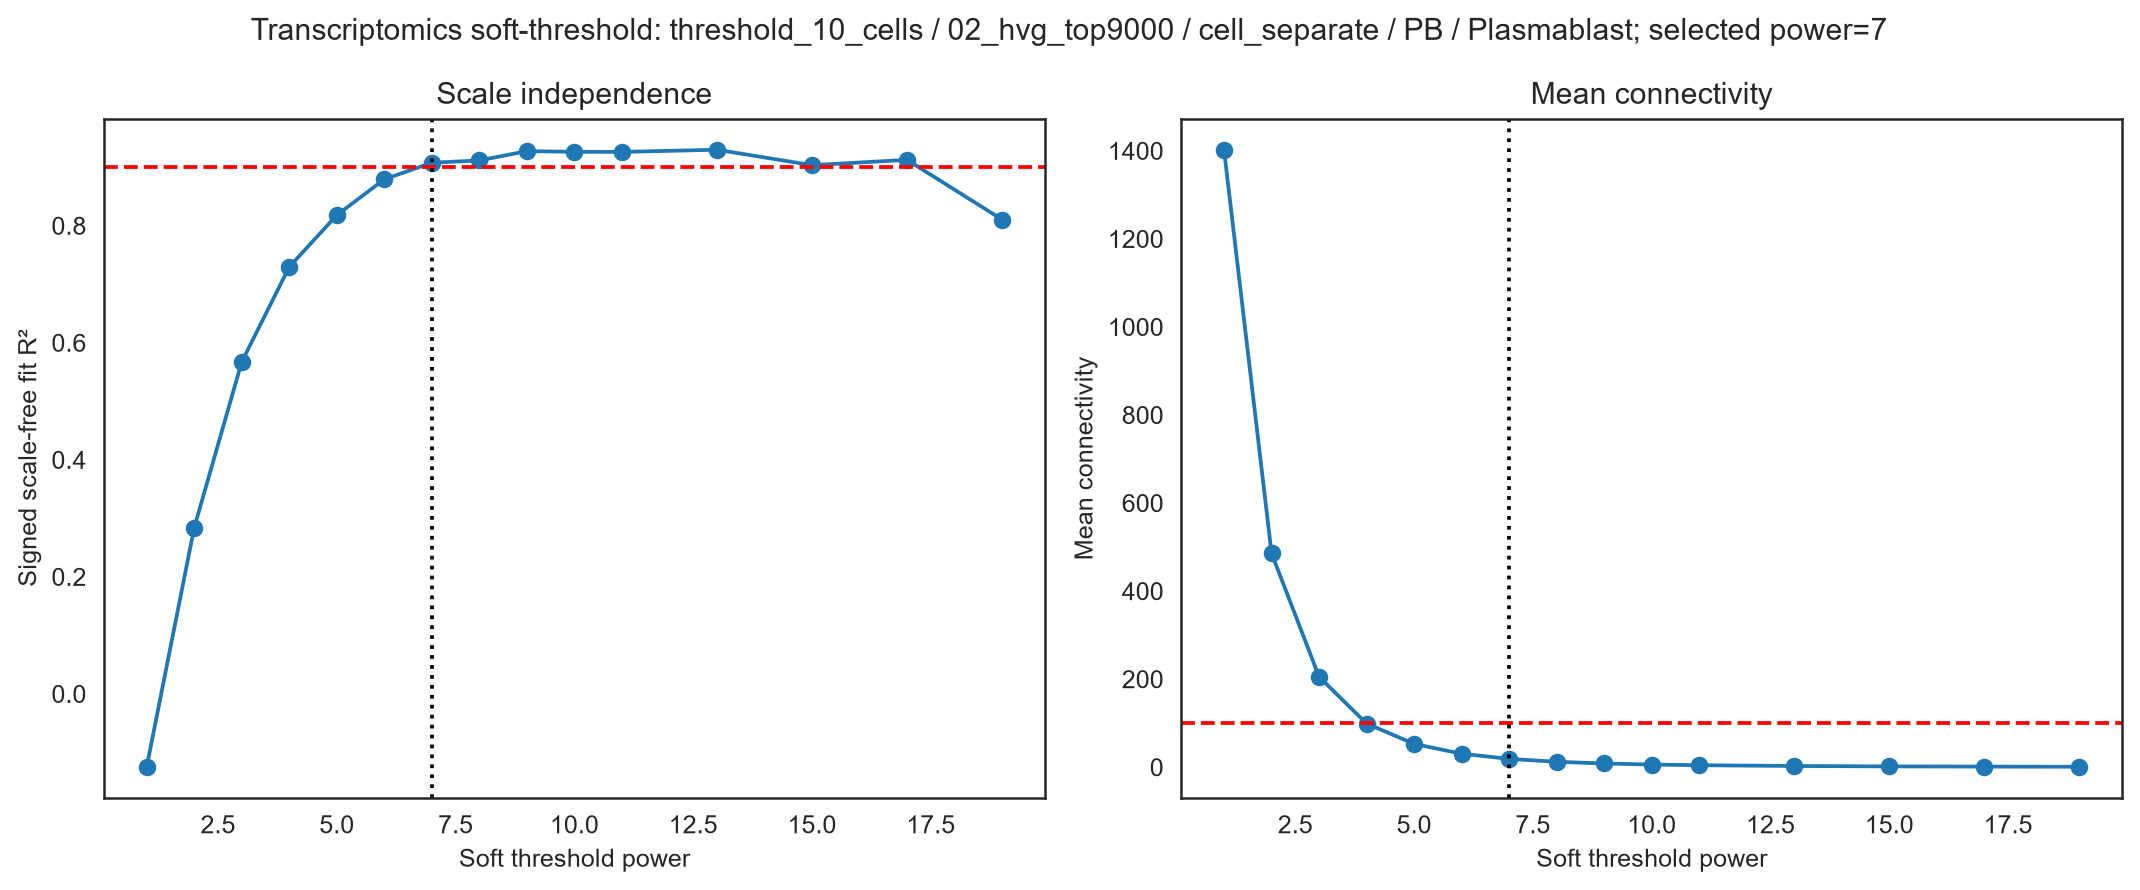 Transcriptomics soft-threshold: threshold_10_cells / 02_hvg_top9000 / cell_separate / PB / Plasmablast; selected power=7
Scale independence
Signed scale-free fit R²
0.8
0.6
0.4
0.2
0.0
2.5 5.0 7.5 10.0 12.5 15.0 17.5
Soft threshold power
Mean connectivity
Mean connectivity
1400
1200
1000
800
600
400
200
0
2.5 5.0 7.5 10.0 12.5 15.0 17.5
Soft threshold power